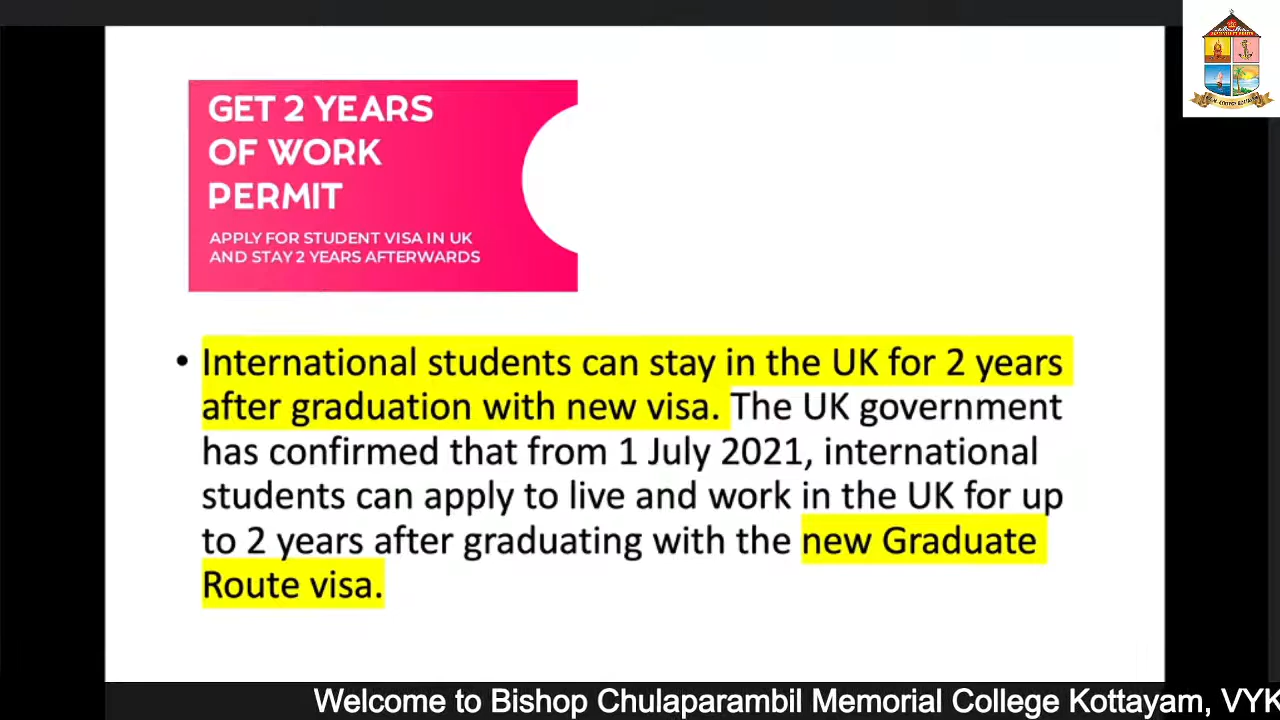 GET 2 YEARS
OF WORK
PERMIT
APPLY FOR STUDENT VISA IN UK
AND STAY 2 YEARS AFTERWARDS
• International students can stay in the UK for 2 years
after graduation with new visa. The UK government
has confirmed that from 1 July 2021, international
students can apply to live and work in the UK for up
to 2 years after graduating with the new Graduate
Route visa.
Welcome to Bishop Chulaparambil Memorial College Kottayam, VYK